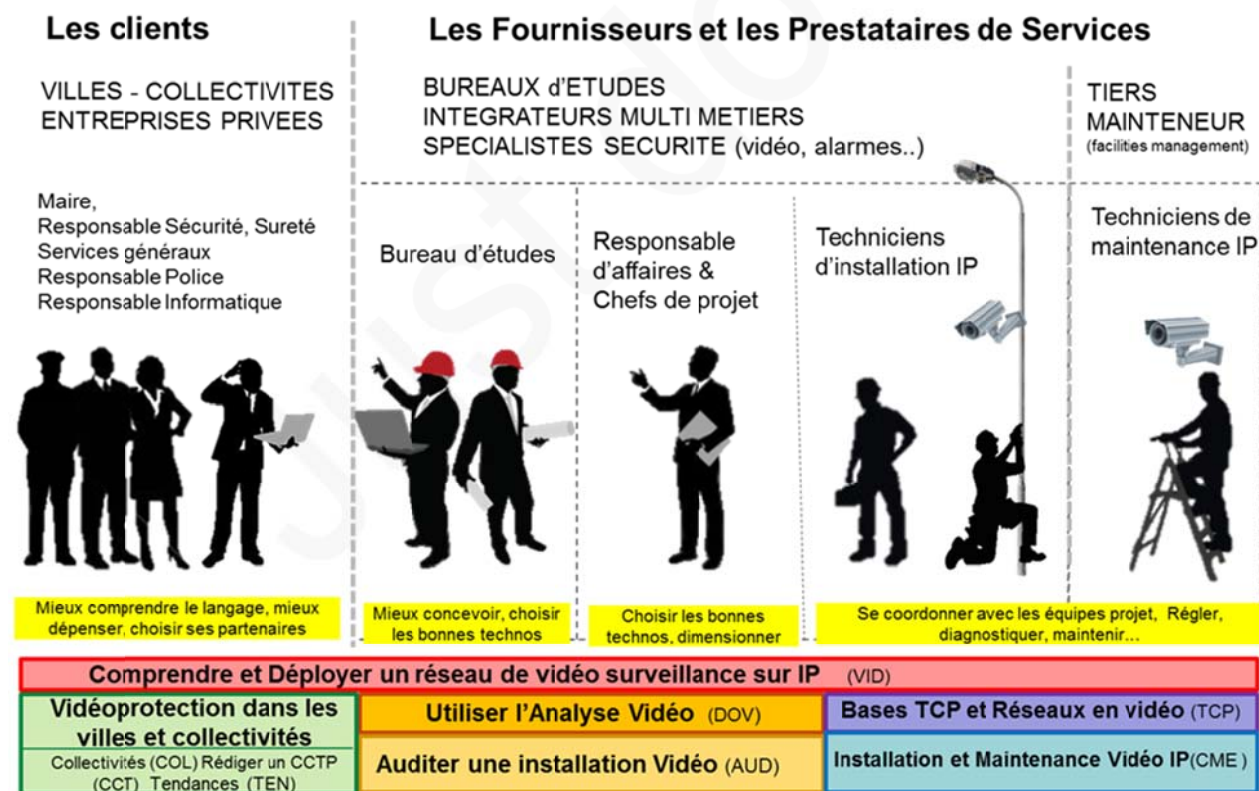 Les clients
Les Fournisseurs et les Prestataires de Services
VILLES - COLLECTIVITES
ENTREPRISES PRIVEES
BUREAUX d'ETUDES
INTEGRATEURS MULTI METIERS
SPECIALISTES SECURITE (vidéo, alarmes..)
TIERS
MAINTENEUR
(facilities management)
Maire,
Responsable Sécurité, Sureté
Services généraux
Responsable Police
Responsable Informatique
Bureau d'études
Responsable
d'affaires &
Chefs de projet
Techniciens
d'installation IP
Techniciens de
maintenance IP
Mieux comprendre le langage, mieux
dépenser, choisir ses partenaires
Mieux concevoir, choisir
les bonnes technos
Choisir les bonnes
technos, dimensionner
Se coordonner avec les équipes projet, Régler,
diagnostiquer, maintenir...
Comprendre et Déployer un réseau de vidéo surveillance sur IP (VID)
Vidéoprotection dans les
villes et collectivités
Collectivités (COL) Rédiger un CCTP
(CCT) Tendances (TEN)
Utiliser l'Analyse Vidéo (DOV)
Auditer une installation Vidéo (AUD)
Bases TCP et Réseaux en vidéo (TCP)
Installation et Maintenance Vidéo IP(CME )